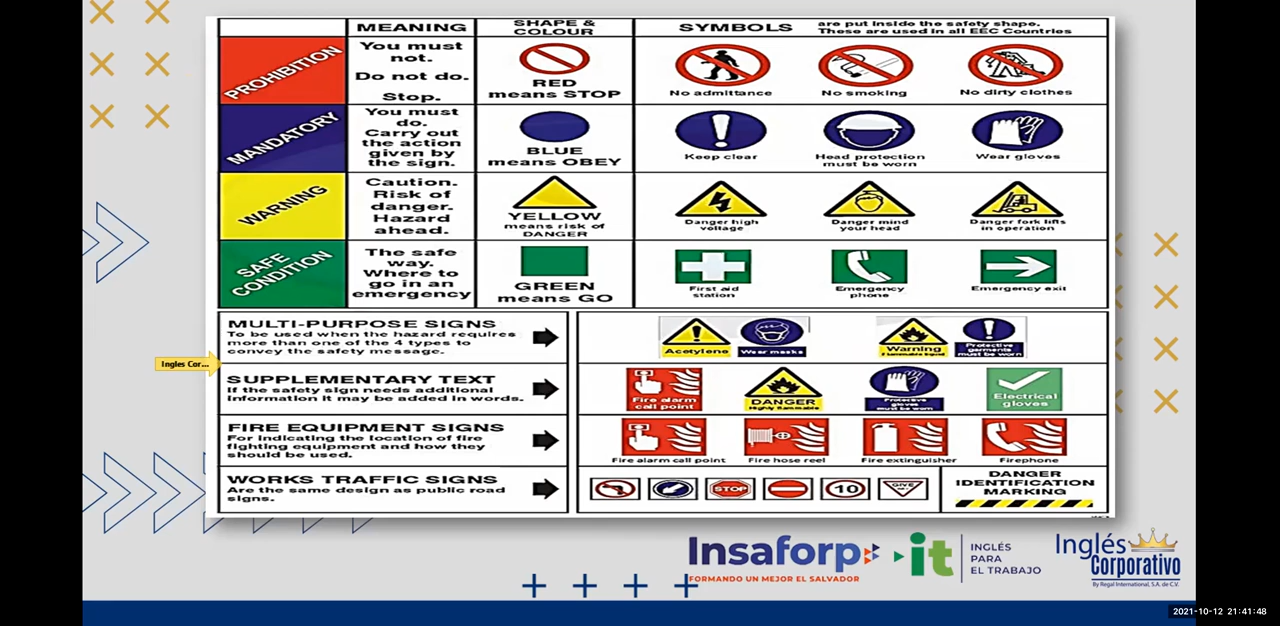 MEANING
SHAPE &
COLOUR
SYMBOLS are put inside the safety shape.
These are used in all EEC Countries
PROHIBITION
You must
not.
Do not do.
Stop.
RED
means STOP
No admittance
No smoking
No dirty clothes
MANDATORY
You must
do.
Carry out
the action
given by
the sign.
BLUE
means OBEY
Keep clear
Head protection
must be worn
Wear gloves
WARNING
Caution.
Risk of
danger.
Hazard
ahead.
YELLOW
means risk of
DANGER
Danger high
voltage
Danger mind
your head
Danger fork lifts
in operation
SAFE
CONDITION
The safe
way.
Where to
go in an
emergency
GREEN
means GO
First aid
station
Emergency
phone
Emergency exit
MULTI-PURPOSE SIGNS
To be used when the hazard requires
more than one of the 4 types to
convey the safety message.
Acetylene
Wear masks
Warning
Protective
garments
must be worn
Ingles Cor...
SUPPLEMENTARY TEXT
If the safety sign needs additional
information it may be added in words.
Fire alarm
call point
DANGER
Highly flammable
Protective
gloves
must be worn
Electrical
gloves
FIRE EQUIPMENT SIGNS
For indicating the location of fire
fighting equipment and how they
should be used.
Fire alarm call point
Fire hose reel
Fire extinguisher
Firephone
WORKS TRAFFIC SIGNS
Are the same design as public road
signs.
STOP
10
GIVE
DANGER
IDENTIFICATION
MARKING
Insaforp
FORMANDO UN MEJOR EL SALVADOR
it
INGLÉS
PARA
EL TRABAJO
Inglés
Corporativo
By Regal International, S.A. de C.V.
2021-10-12 21:41:48